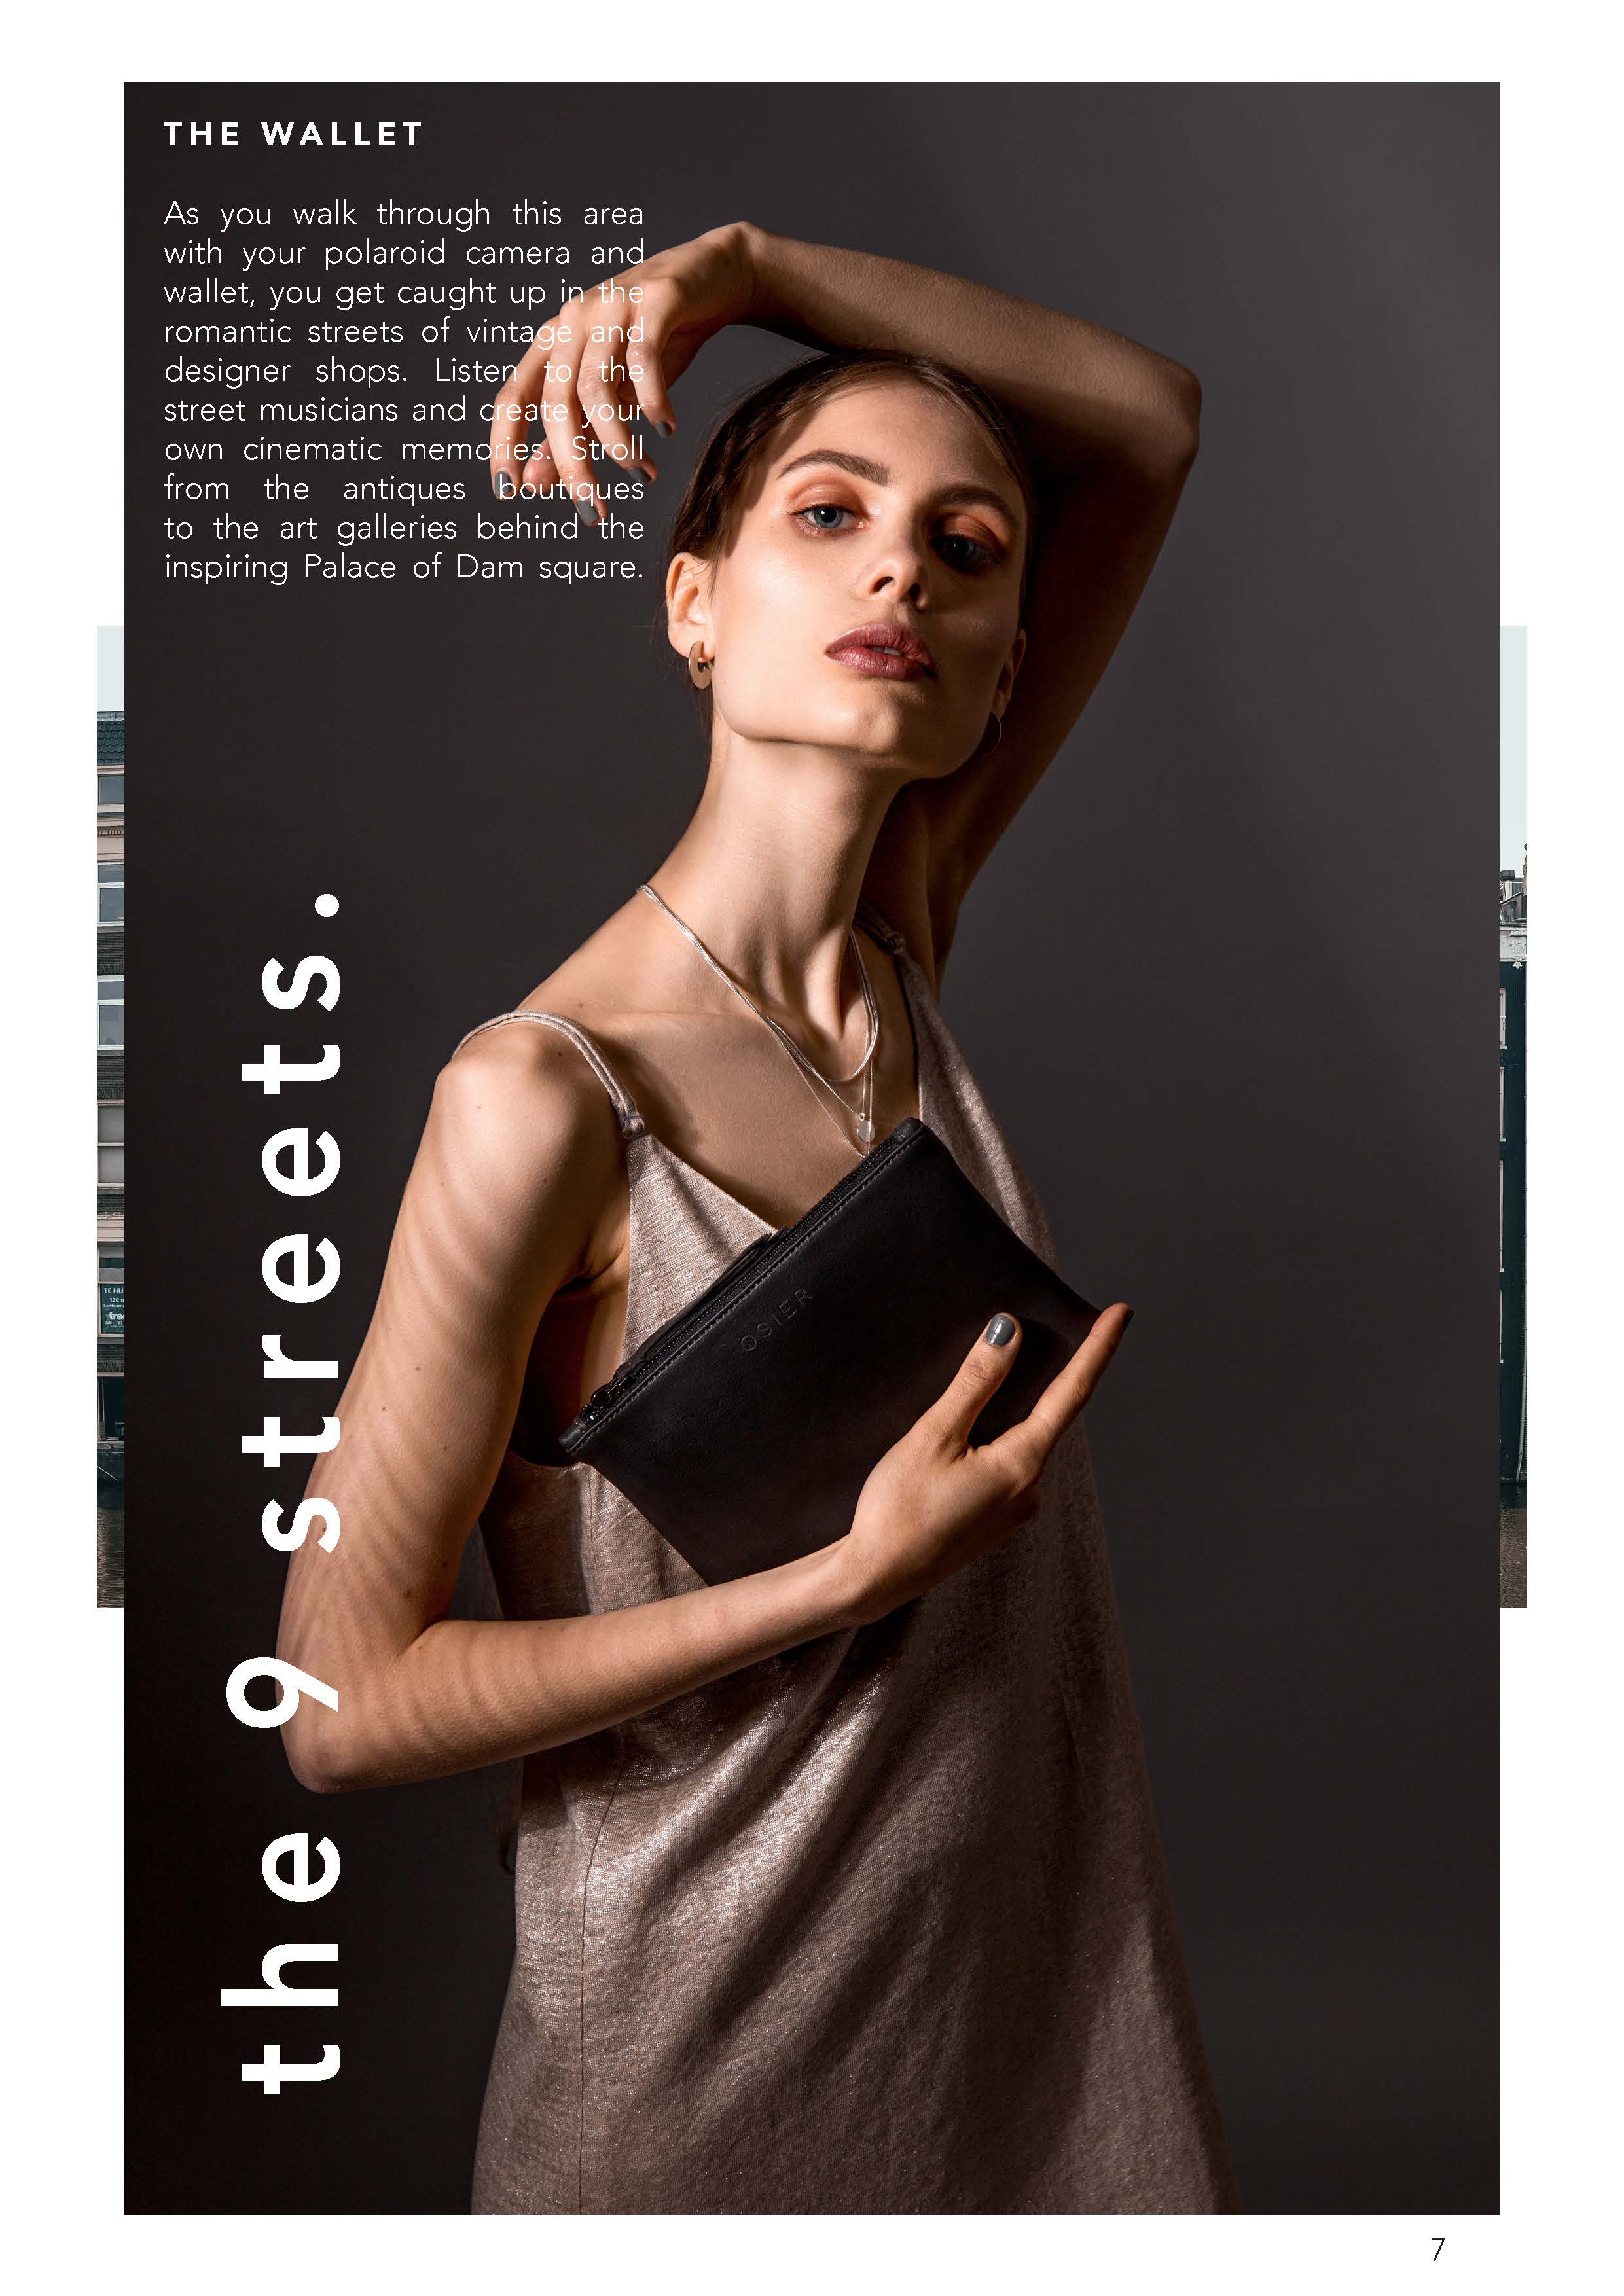 THE WALLET
As you walk through this area
with your polaroid camera and
wallet, you get caught up in the
romantic streets of vintage and
designer shops. Listen to the
street musicians and create your
own cinematic memories. Stroll
from the antiques boutiques
to the art galleries behind the
inspiring Palace of Dam square.
the 9 streets.
OSIER
7